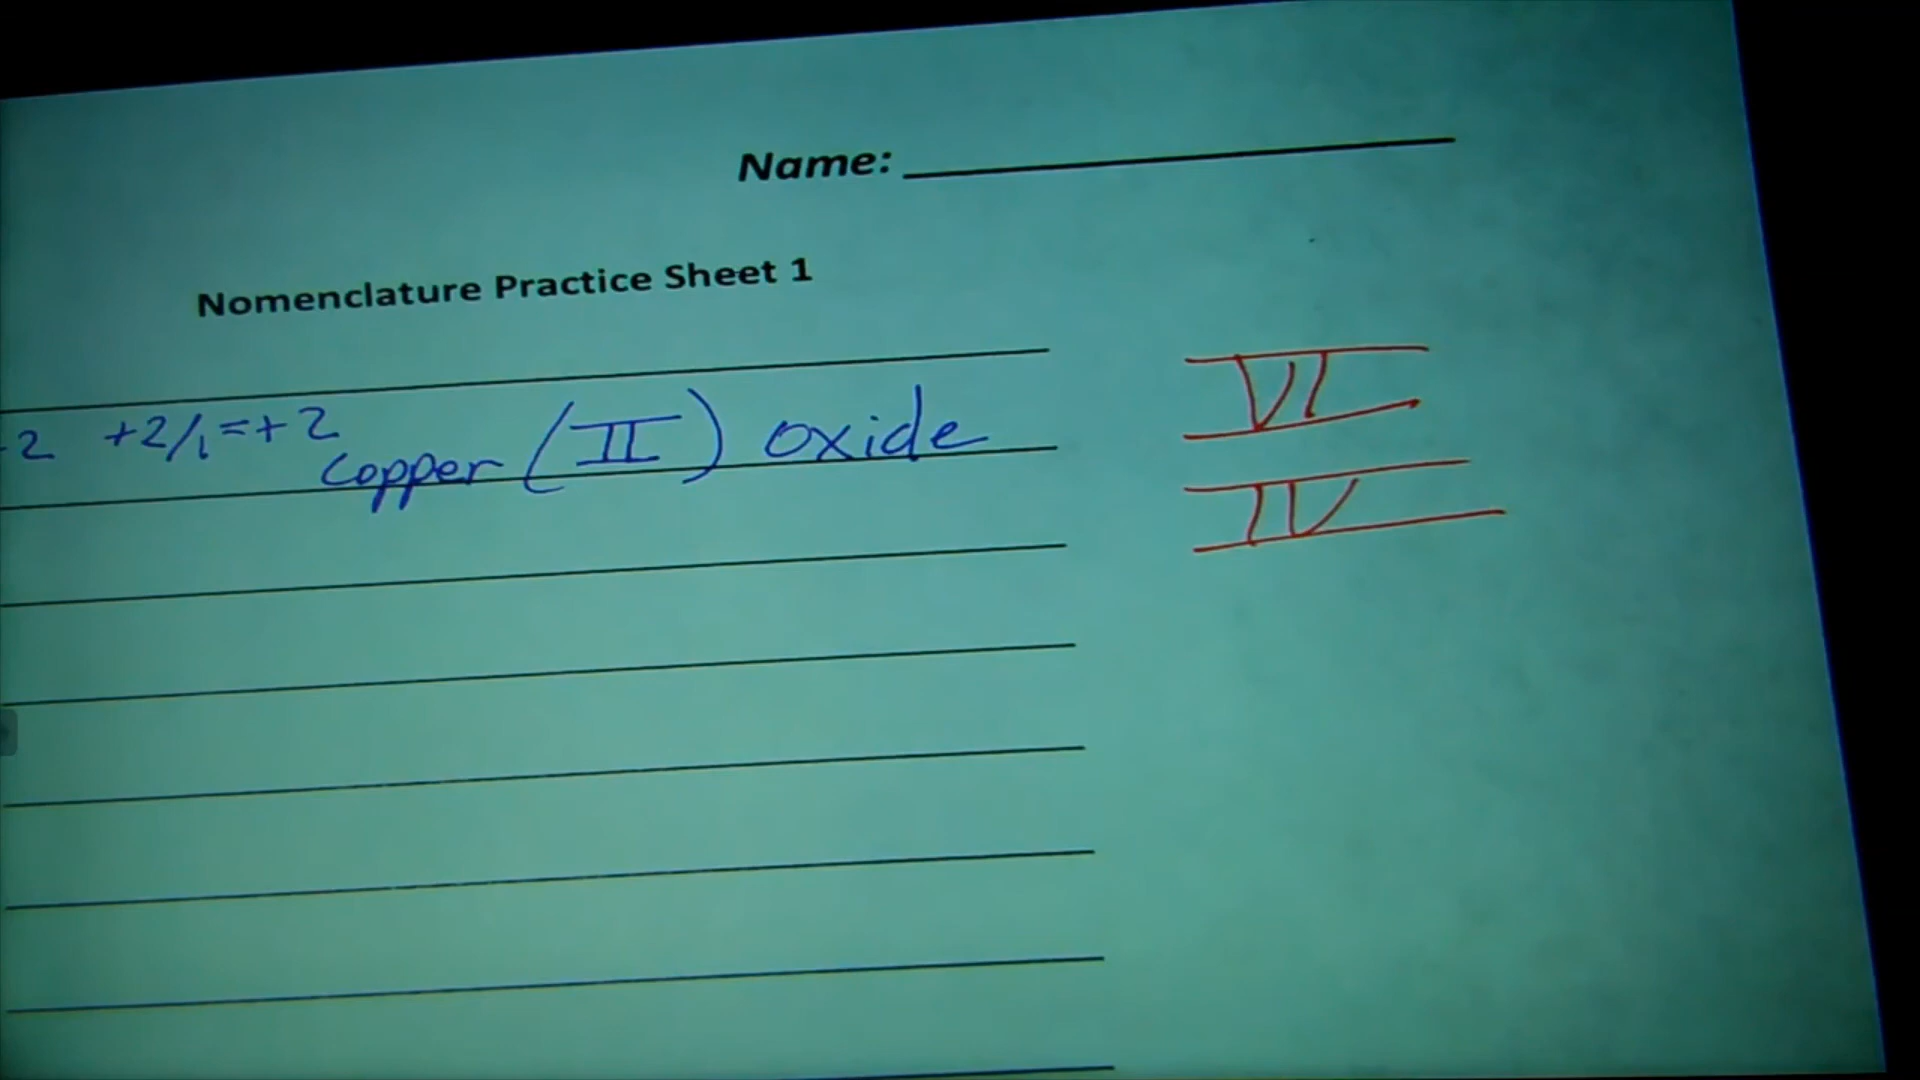 Name:
Nomenclature Practice Sheet 1
-2 +2/1=+2
copper (II) oxide
VI
IV